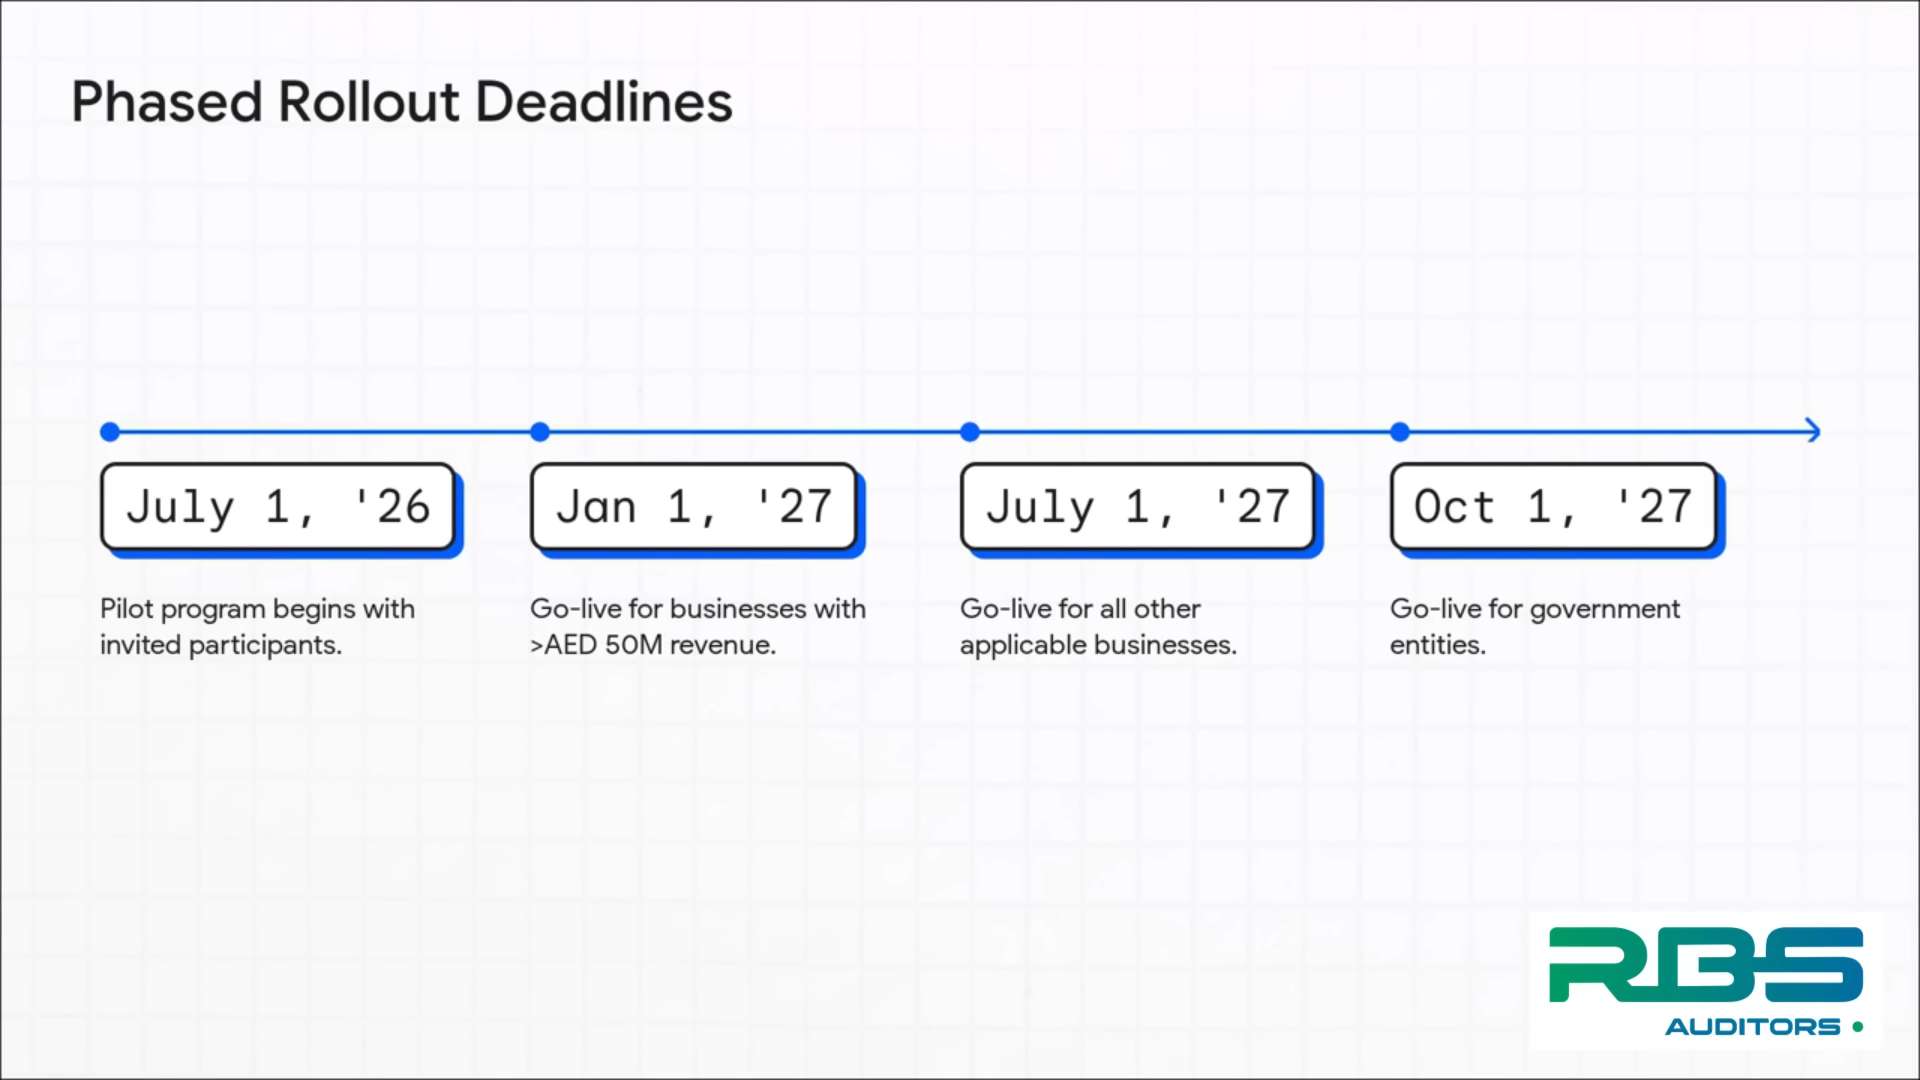 Phased Rollout Deadlines
July 1, '26
Pilot program begins with
invited participants.
Jan 1, '27
Go-live for businesses with
>AED 50M revenue.
July 1, '27
Go-live for all other
applicable businesses.
Oct 1, '27
Go-live for government
entities.
RBS
AUDITORS